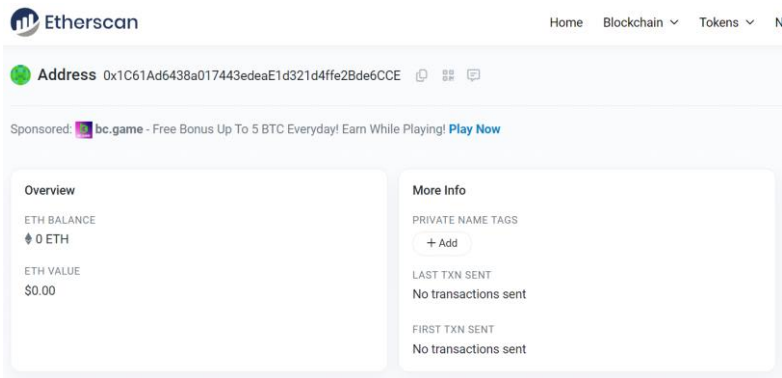 Etherscan
Home Blockchain Tokens N
Address 0x1C61Ad6438a017443edeaE1d321d4ffe2Bde6CCE
Sponsored: bc.game - Free Bonus Up To 5 BTC Everyday! Earn While Playing! Play Now
Overview
ETH BALANCE
0 ETH
ETH VALUE
$0.00
More Info
PRIVATE NAME TAGS
+ Add
LAST TXN SENT
No transactions sent
FIRST TXN SENT
No transactions sent